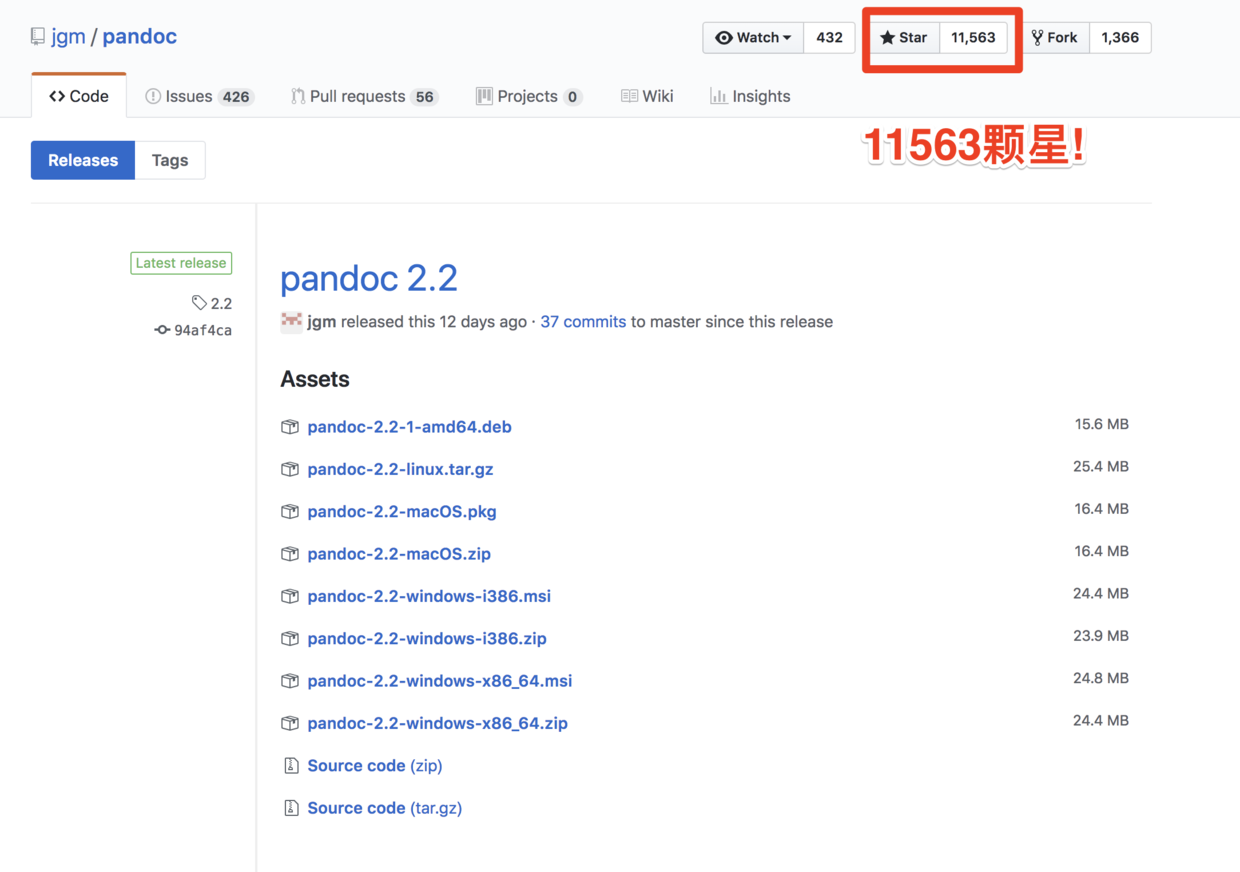 jgm / pandoc
Watch 432 Star 11,563 Fork 1,366
Code Issues 426 Pull requests 56 Projects 0 Wiki Insights
11563颗星!
Releases Tags
Latest release
2.2
94af4ca
pandoc 2.2
jgm released this 12 days ago · 37 commits to master since this release
Assets
pandoc-2.2-1-amd64.deb 15.6 MB
pandoc-2.2-linux.tar.gz 25.4 MB
pandoc-2.2-macOS.pkg 16.4 MB
pandoc-2.2-macOS.zip 16.4 MB
pandoc-2.2-windows-i386.msi 24.4 MB
pandoc-2.2-windows-i386.zip 23.9 MB
pandoc-2.2-windows-x86_64.msi 24.8 MB
pandoc-2.2-windows-x86_64.zip 24.4 MB
Source code (zip)
Source code (tar.gz)